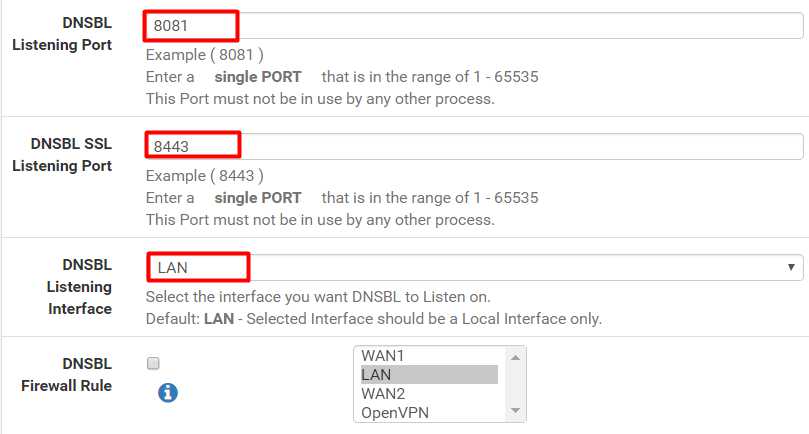 DNSBL
Listening Port
8081
Example ( 8081 )
Enter a single PORT that is in the range of 1 - 65535
This Port must not be in use by any other process.
DNSBL SSL
Listening Port
8443
Example ( 8443 )
Enter a single PORT that is in the range of 1 - 65535
This Port must not be in use by any other process.
DNSBL
Listening
Interface
LAN
Select the interface you want DNSBL to Listen on.
Default: LAN - Selected Interface should be a Local Interface only.
DNSBL
Firewall Rule
WAN1
LAN
WAN2
OpenVPN